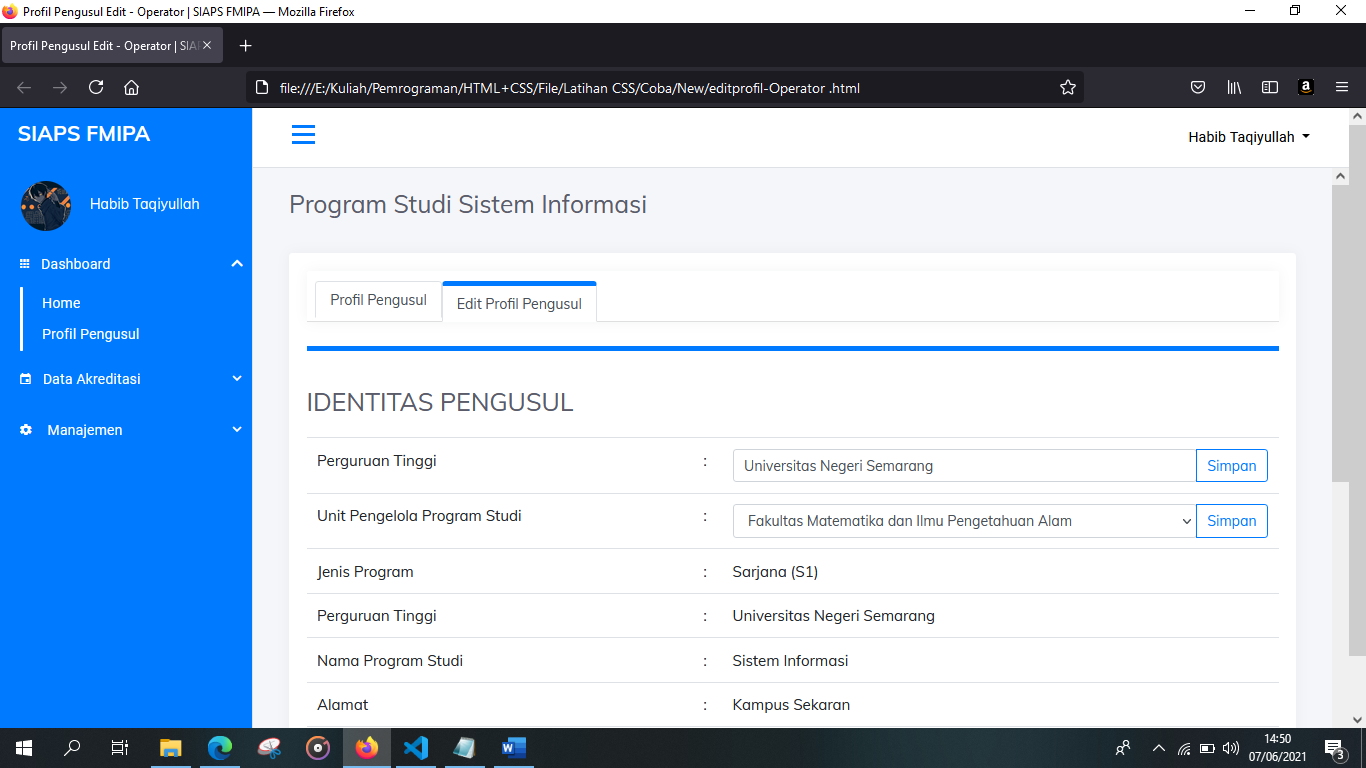 Profil Pengusul Edit - Operator | SIAPS FMIPA — Mozilla Firefox
Profil Pengusul Edit - Operator | SIA
file:///E:/Kuliah/Pemrograman/HTML+CSS/File/Latihan CSS/Coba/New/editprofil-Operator .html
SIAPS FMIPA
Habib Taqiyullah
Habib Taqiyullah
Dashboard
Home
Profil Pengusul
Data Akreditasi
Manajemen
Program Studi Sistem Informasi
Profil Pengusul Edit Profil Pengusul
IDENTITAS PENGUSUL
Perguruan Tinggi : Universitas Negeri Semarang Simpan
Unit Pengelola Program Studi : Fakultas Matematika dan Ilmu Pengetahuan Alam Simpan
Jenis Program : Sarjana (S1)
Perguruan Tinggi : Universitas Negeri Semarang
Nama Program Studi : Sistem Informasi
Alamat : Kampus Sekaran
14:50
07/06/2021
3